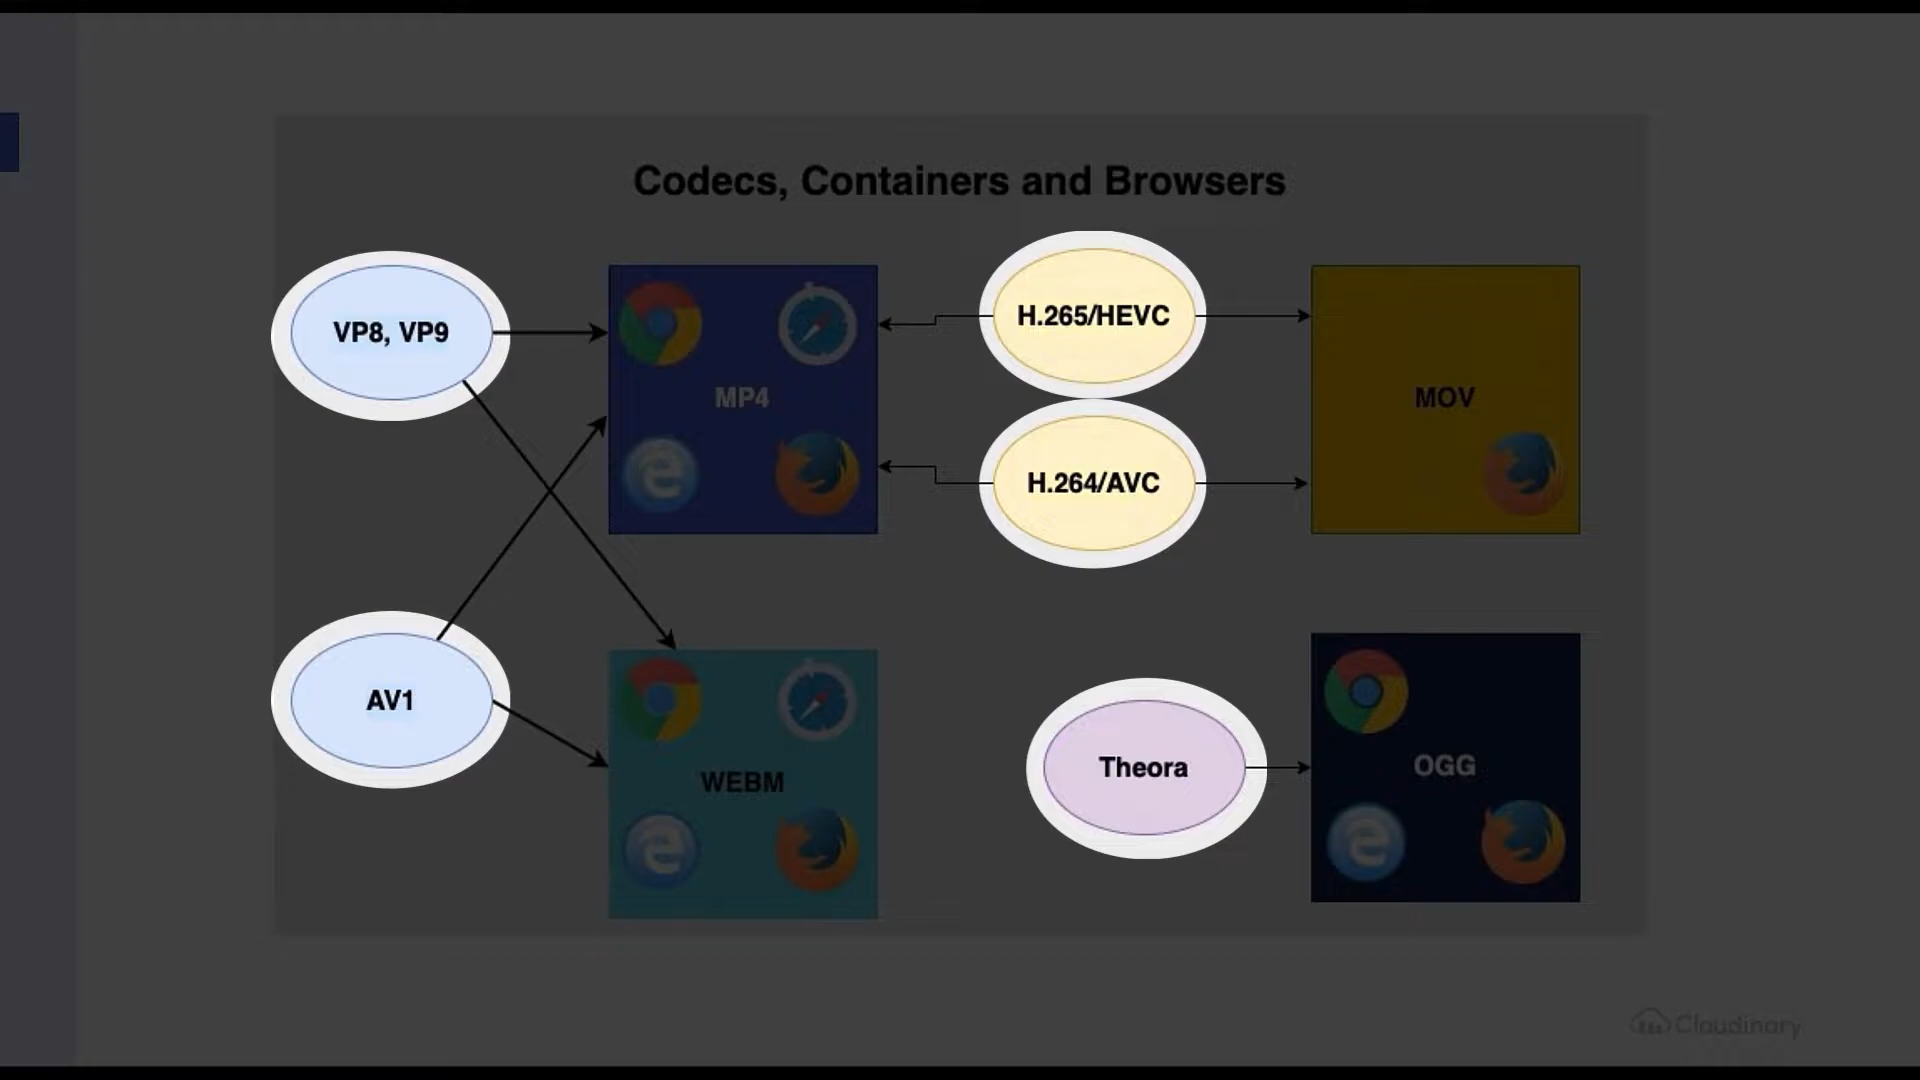 Codecs, Containers and Browsers
VP8, VP9
MP4
H.265/HEVC
MOV
H.264/AVC
AV1
WEBM
Theora
OGG
Cloudinary